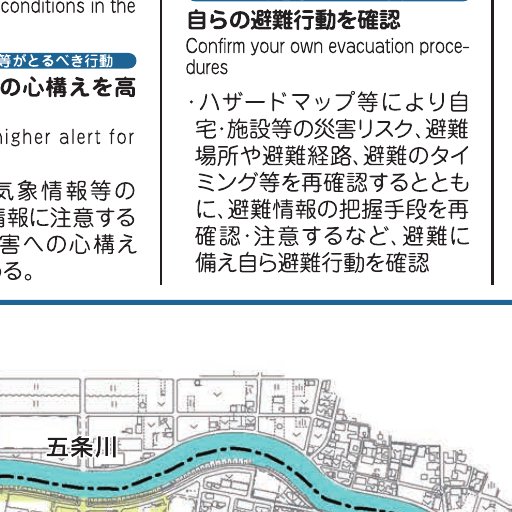 conditions in the
等がとるべき行動
の心構えを高
higher alert for
気象情報等の
情報に注意する
害への心構え
める。
自らの避難行動を確認
Confirm your own evacuation proce-
dures
・ハザードマップ等により自
宅・施設等の災害リスク、避難
場所や避難経路、避難のタイ
ミング等を再確認するととも
に、避難情報の把握手段を再
確認・注意するなど、避難に
備え自ら避難行動を確認
五条川